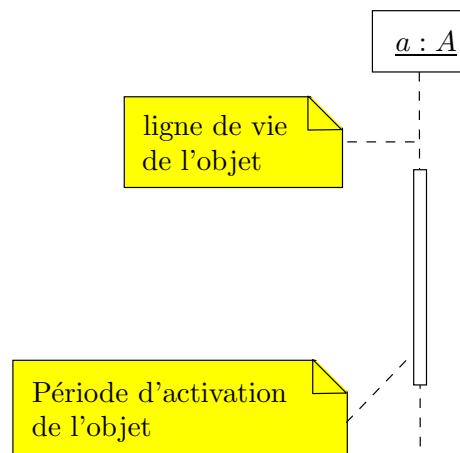 a : A
ligne de vie
de l'objet
Période d'activation
de l'objet